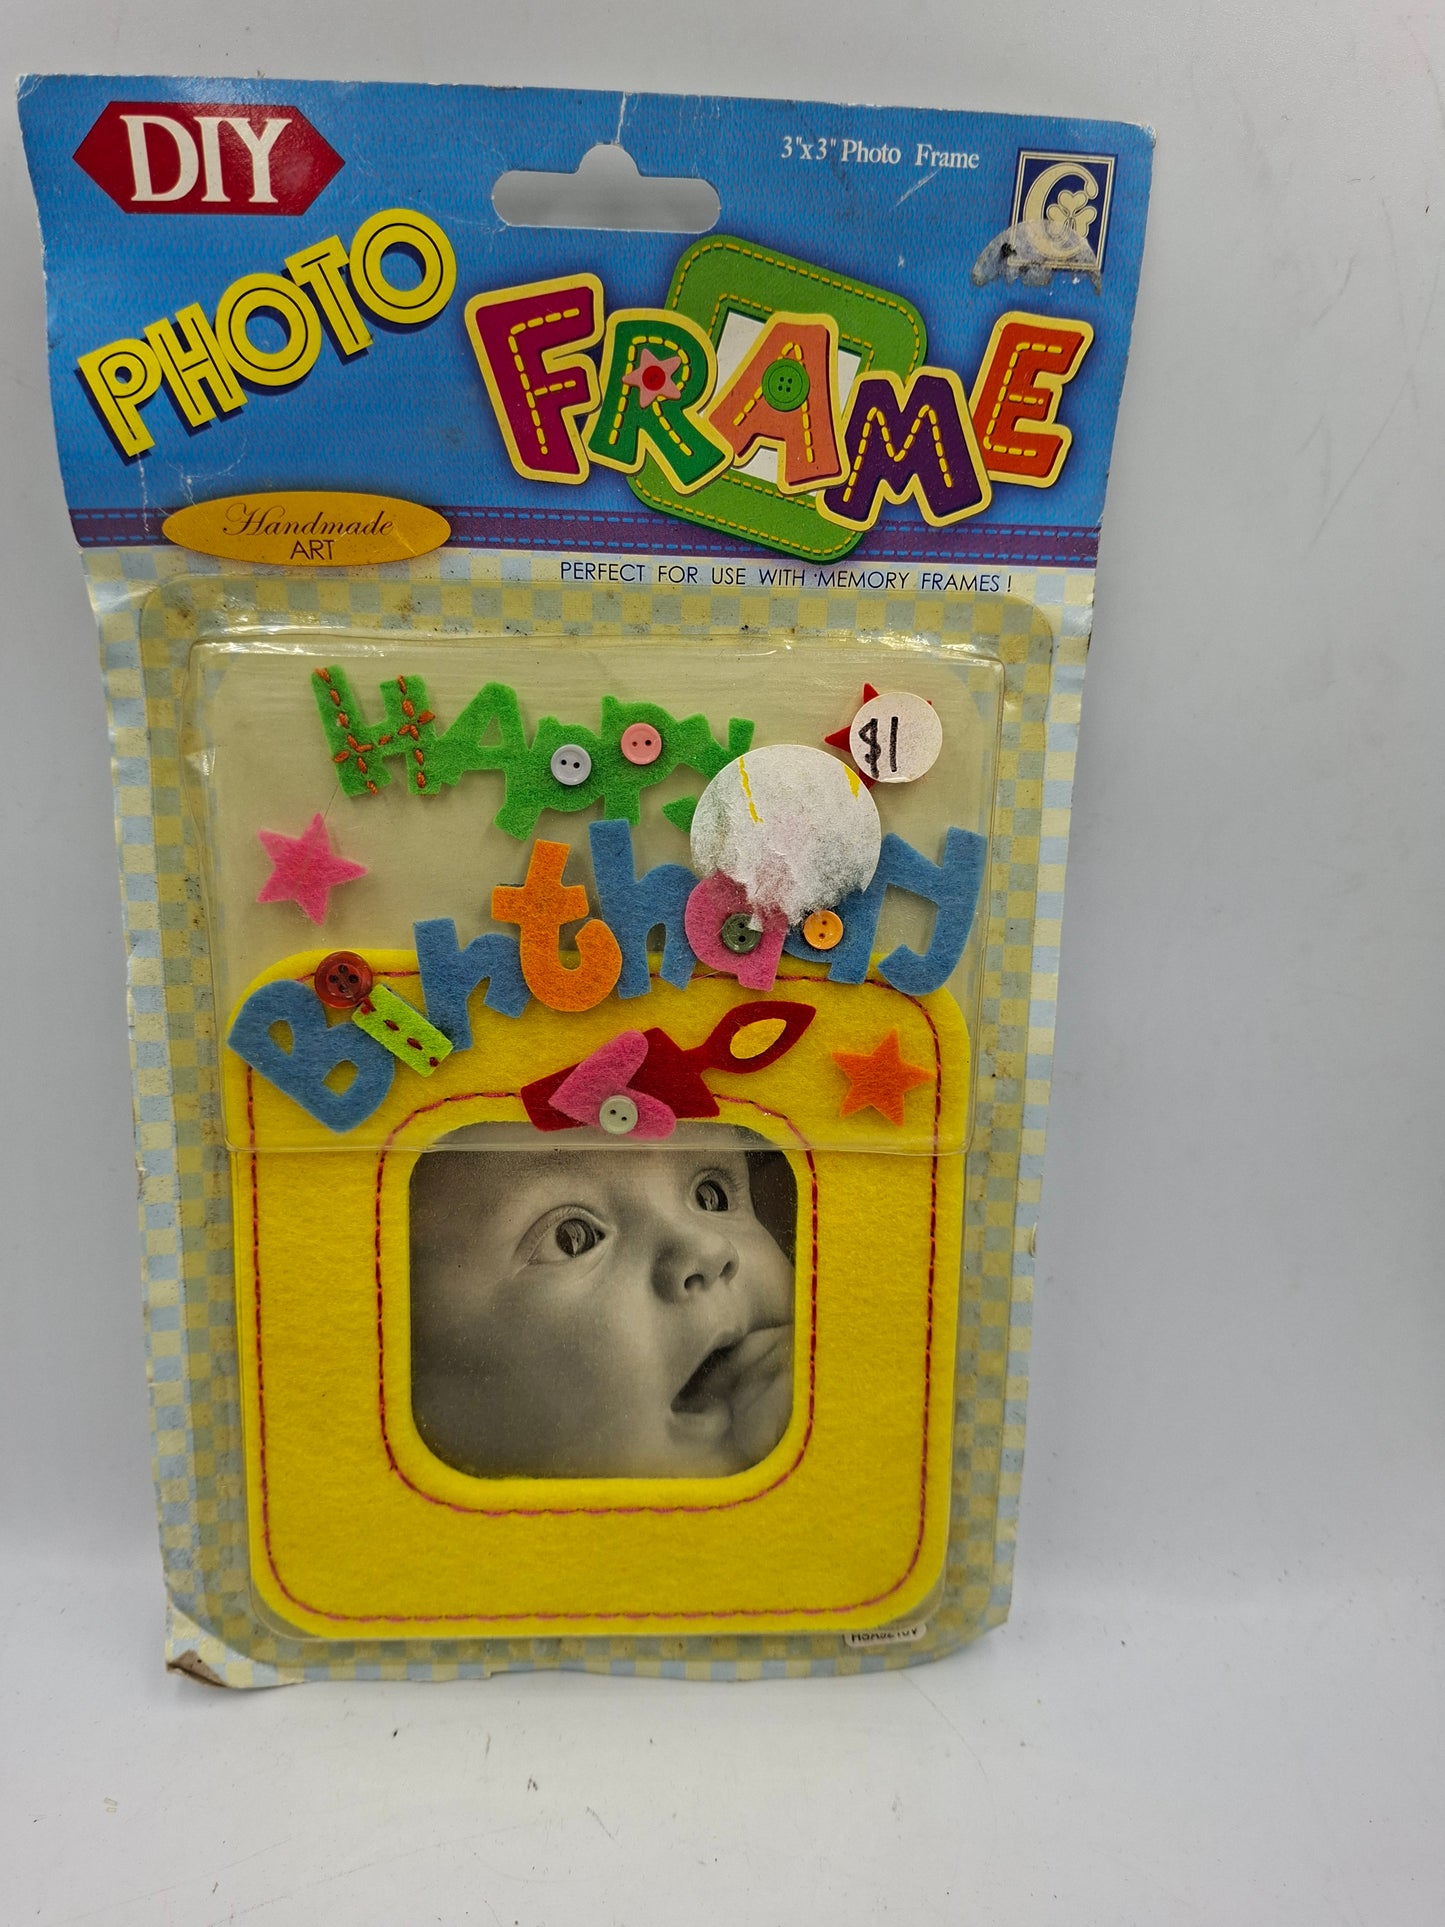 DIY
3"x3" Photo Frame
PHOTO
FRAME
Handmade
ART
PERFECT FOR USE WITH MEMORY FRAMES!
HAppy
$1
Birthday